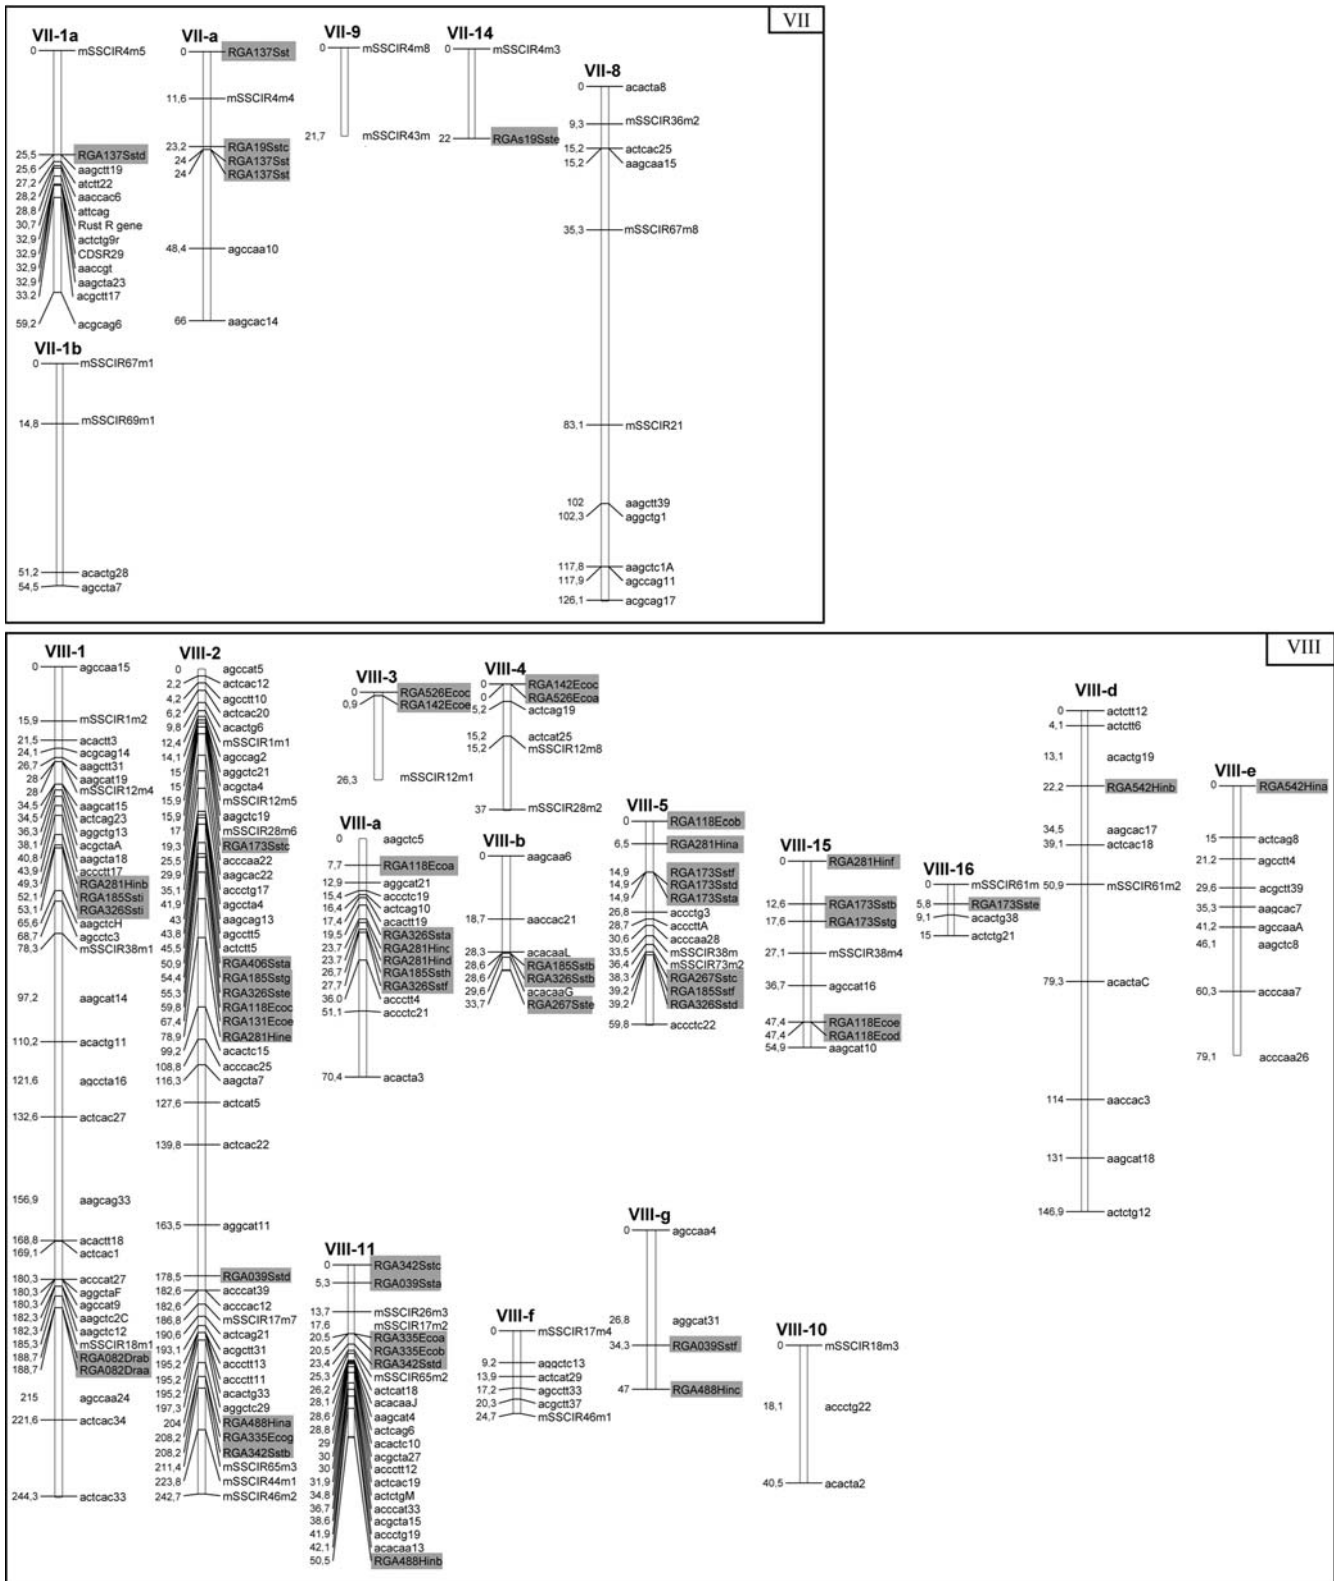 VII
VII-1a
0 mSSCIR4m5
25,5 RGA137Sstd
25,6 aagctt19
27,2 atctt22
28,2 aaccac6
28,8 attcag
30,7 Rust R gene
32,9 actctg9r
32,9 CDSR29
32,9 aaccgt
32,9 aagcta23
33,2 acgctt17
59,2 acgcag6
VII-a
0 RGA137Sst
11,6 mSSCIR4m4
23,2 RGA19Sstc
24 RGA137Sst
24 RGA137Sst
48,4 agccaa10
66 aagcac14
VII-9
0 mSSCIR4m8
21,7 mSSCIR43m
VII-14
0 mSSCIR4m3
22 RGAs19Sste
VII-8
0 acacta8
9,3 mSSCIR36m2
15,2 actcac25
15,2 aagcaa15
35,3 mSSCIR67m8
83,1 mSSCIR21
102 aagctt39
102,3 aggctg1
117,8 aagctc1A
117,9 agccag11
126,1 acgcag17
VII-1b
0 mSSCIR67m1
14,8 mSSCIR69m1
51,2 acactg28
54,5 agccta7
VIII
VIII-1
0 agccaa15
15,9 mSSCIR1m2
21,5 acactt3
24,1 acgcag14
26,7 aagctt31
28 aagcat19
28 mSSCIR12m4
34,5 aagcat15
34,5 actcag23
36,3 aggctg13
38,1 acgctaA
40,8 aagcta18
43,9 accctt17
49,3 RGA281Hinb
52,1 RGA185Ssti
53,1 RGA326Ssti
65,6 aagctcH
68,7 agcctc3
78,3 mSSCIR38m1
97,2 aagcat14
110,2 acactg11
121,6 agccta16
132,6 actcac27
156,9 aagcag33
168,8 acactt18
169,1 actcac1
180,3 acccat27
180,3 aggctaF
180,3 agccat9
182,3 aagctc2C
182,3 aagctc12
185,3 mSSCIR18m1
188,7 RGA082Drab
188,7 RGA082Draa
215 agccaa24
221,6 actcac34
244,3 actcac33
VIII-2
0 agccat5
2,2 actcac12
4,2 agcctt10
6,2 actcac20
9,8 acactg6
12,4 mSSCIR1m1
14,1 agccag2
15 aggctc21
15 acgcta4
15,9 mSSCIR12m5
15,9 aagctc19
17 mSSCIR28m6
19,3 RGA173Sstc
25,5 acccaa22
29,9 aagcac22
35,1 accctg17
41,9 agccta4
43 aagcag13
43,8 agcctt5
45,5 actctt5
50,9 RGA406Ssta
54,4 RGA185Sstg
55,3 RGA326Sste
59,8 RGA118Ecoc
67,4 RGA131Ecoe
78,9 RGA281Hine
99,2 acactc15
108,8 acccac25
116,3 aagcta7
127,6 actcat5
139,8 actcac22
163,5 aggcat11
178,5 RGA039Sstd
182,6 acccat39
182,6 acccac12
186,8 mSSCIR17m7
190,6 actcag21
193,1 acgctt31
195,2 accctt13
195,2 accctt11
195,2 acactg33
197,3 aggctc29
204 RGA488Hina
208,2 RGA335Ecog
208,2 RGA342Sstb
211,4 mSSCIR65m3
223,8 mSSCIR44m1
242,7 mSSCIR46m2
VIII-3
0 RGA526Ecoc
0,9 RGA142Ecoe
26,3 mSSCIR12m1
VIII-4
0 RGA142Ecoc
0 RGA526Ecoa
5,2 actcag19
15,2 actcat25
15,2 mSSCIR12m8
37 mSSCIR28m2
VIII-a
0 aagctc5
7,7 RGA118Ecoa
12,9 aggcat21
15,4 accctc19
16,4 actcag10
17,4 acactt19
19,5 RGA326Ssta
23,7 RGA281Hinc
23,7 RGA281Hind
26,7 RGA185Ssth
27,7 RGA326Sstf
36,0 accctt4
51,1 accctc21
70,4 acacta3
VIII-b
0 aagcaa6
18,7 aaccac21
28,3 acacaaL
28,6 RGA185Sstb
28,6 RGA326Sstb
29,6 acacaaG
33,7 RGA267Sste
VIII-5
0 RGA118Ecob
6,5 RGA281Hina
14,9 RGA173Sstf
14,9 RGA173Sstd
14,9 RGA173Ssta
26,8 accctg3
28,7 accttA
30,6 acccaa28
33,5 mSSCIR38m
36,4 mSSCIR73m2
38,3 RGA267Sstc
39,2 RGA185Sstf
39,2 RGA326Sstd
59,8 accctc22
VIII-15
0 RGA281Hinf
12,6 RGA173Sstb
17,6 RGA173Sstg
27,1 mSSCIR38m4
36,7 agccat16
47,4 RGA118Ecoe
47,4 RGA118Ecod
54,9 aagcat10
VIII-16
0 mSSCIR61m
5,8 RGA173Sste
9,1 acactg38
15 actctg21
VIII-d
0 actctt12
4,1 actctt6
13,1 acactg19
22,2 RGA542Hinb
34,5 aagcac17
39,1 actcac18
50,9 mSSCIR61m2
79,3 acactaC
114 aaccac3
131 aagcat18
146,9 actctg12
VIII-e
0 RGA542Hina
15 actcag8
21,2 agcctt4
29,6 acgctt39
35,3 aagcac7
41,2 agccaaA
46,1 aagctc8
60,3 acccaa7
79,1 acccaa26
VIII-11
0 RGA342Sstc
5,3 RGA039Ssta
13,7 mSSCIR26m3
17,6 mSSCIR17m2
20,5 RGA335Ecoa
20,5 RGA335Ecob
23,4 RGA342Sstd
25,3 mSSCIR65m2
26,2 actcat18
28,1 acacaaJ
28,6 aagcat4
28,8 actcag6
29 acactc10
30 acgcta27
30 accctt12
31,9 actcac19
34,8 actctgM
36,7 acccat33
38,6 acgcta15
41,9 accctg19
42,1 acacaa13
50,5 RGA488Hinb
VIII-f
0 mSSCIR17m4
9,2 aggctc13
13,9 actcat29
17,2 agcctt33
20,3 acgctt37
24,7 mSSCIR46m1
VIII-g
0 agccaa4
26,8 aggcat31
34,3 RGA039Sstf
47 RGA488Hinc
VIII-10
0 mSSCIR18m3
18,1 accctg22
40,5 acacta2